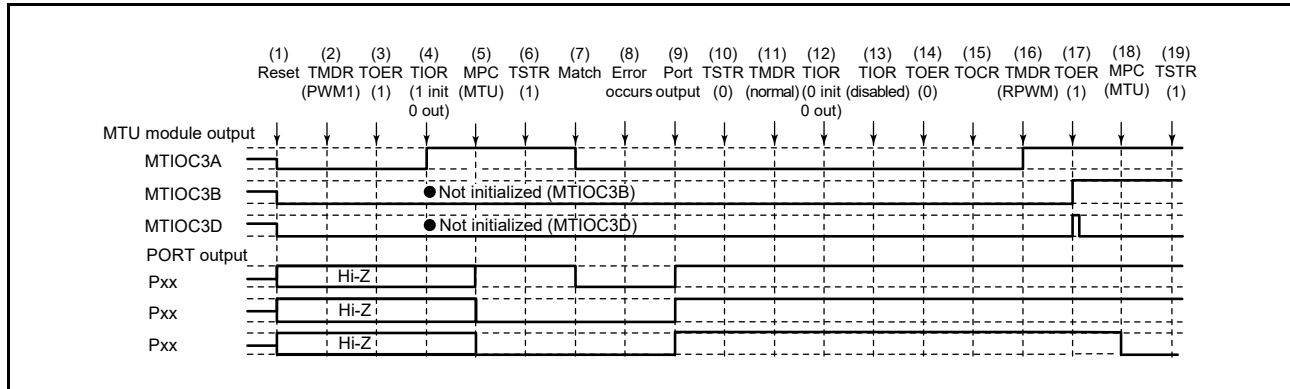 (1) (2) (3) (4) (5) (6) (7) (8) (9) (10) (11) (12) (13) (14) (15) (16) (17) (18) (19)
Reset TMDR TOER TIOR MPC TSTR Match Error Port TSTR TMDR TIOR TIOR TOER TOCR TMDR TOER MPC TSTR
(PWM1) (1) (1 init (MTU) (1) occurs output (0) (normal) (0 init (disabled) (0) (RPWM) (1) (MTU) (1)
0 out) 0 out)
MTU module output
MTIOC3A
MTIOC3B ● Not initialized (MTIOC3B)
MTIOC3D ● Not initialized (MTIOC3D)
PORT output
Pxx Hi-Z
Pxx Hi-Z
Pxx Hi-Z